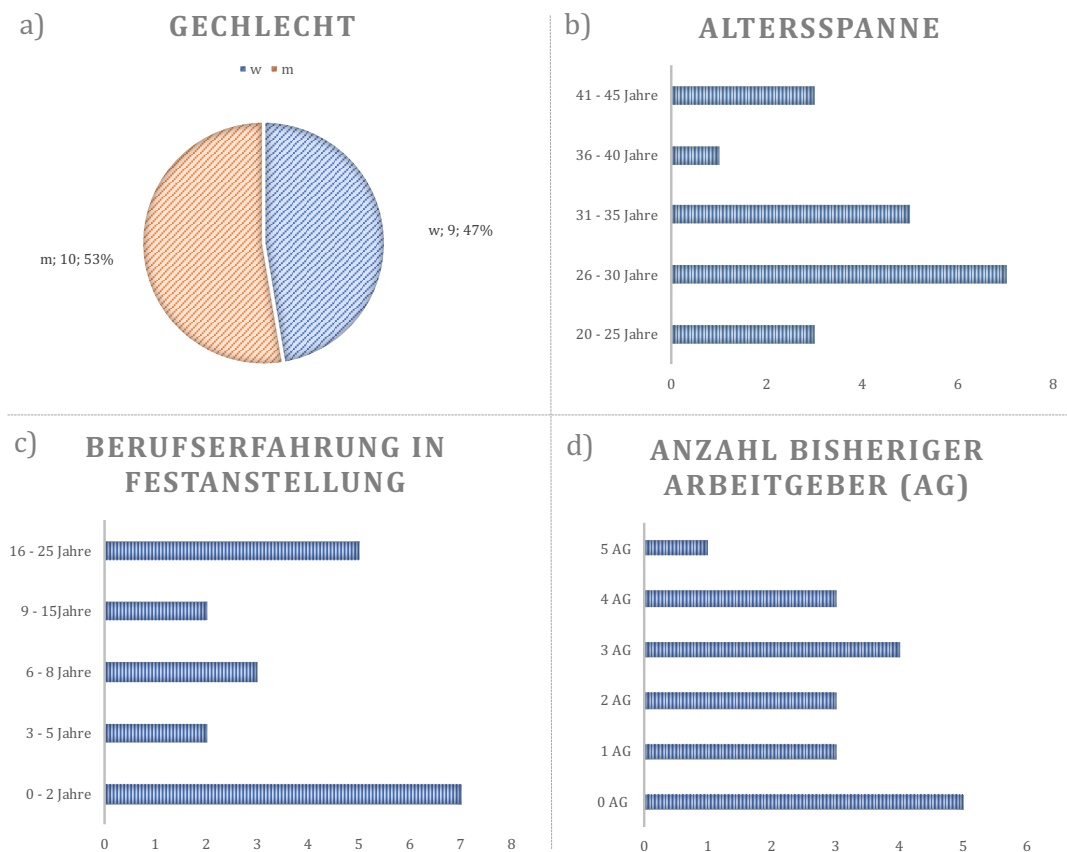 a)
GECHLECHT
w m
w; 9; 47%
m; 10; 53%
b)
ALTERSSPANNE
41 - 45 Jahre
36 - 40 Jahre
31 - 35 Jahre
26 - 30 Jahre
20 - 25 Jahre
0 2 4 6 8
c)
BERUFSERFAHRUNG IN
FESTANSTELLUNG
16 - 25 Jahre
9 - 15Jahre
6 - 8 Jahre
3 - 5 Jahre
0 - 2 Jahre
0 1 2 3 4 5 6 7 8
d)
ANZAHL BISHERIGER
ARBEITGEBER (AG)
5 AG
4 AG
3 AG
2 AG
1 AG
0 AG
0 1 2 3 4 5 6